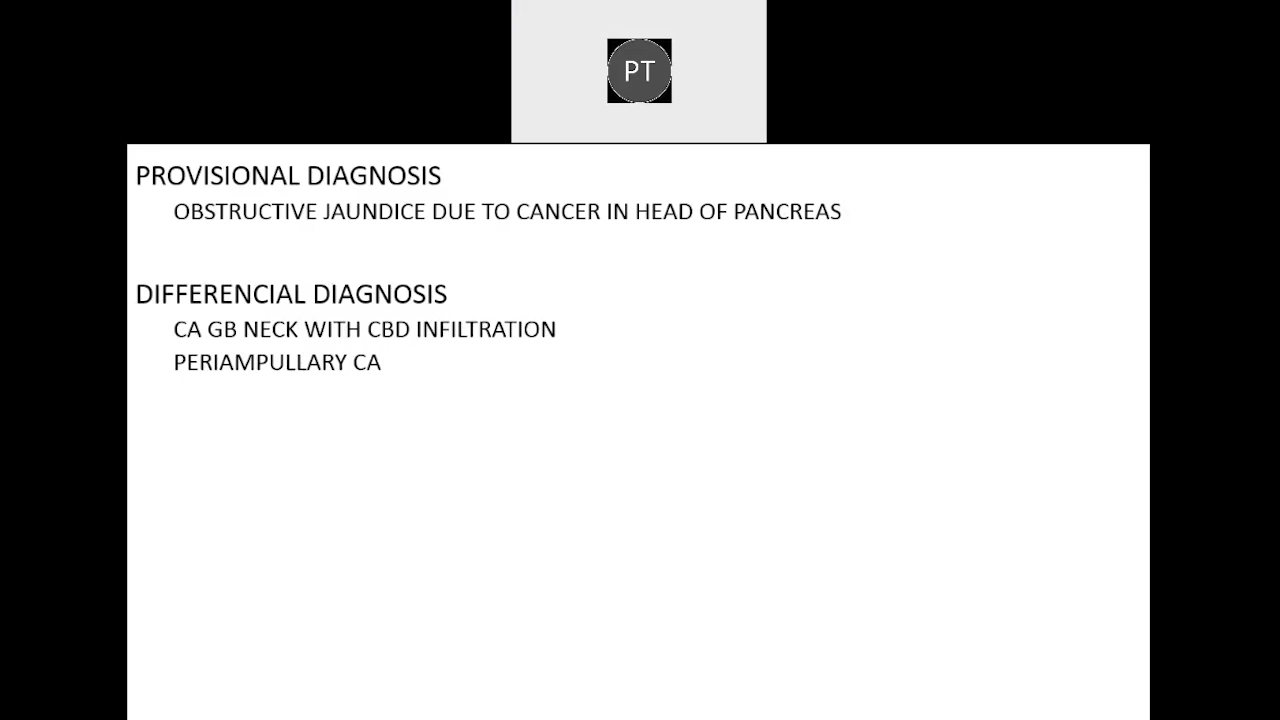 PT
PROVISIONAL DIAGNOSIS
OBSTRUCTIVE JAUNDICE DUE TO CANCER IN HEAD OF PANCREAS
DIFFERENCIAL DIAGNOSIS
CA GB NECK WITH CBD INFILTRATION
PERIAMPULLARY CA